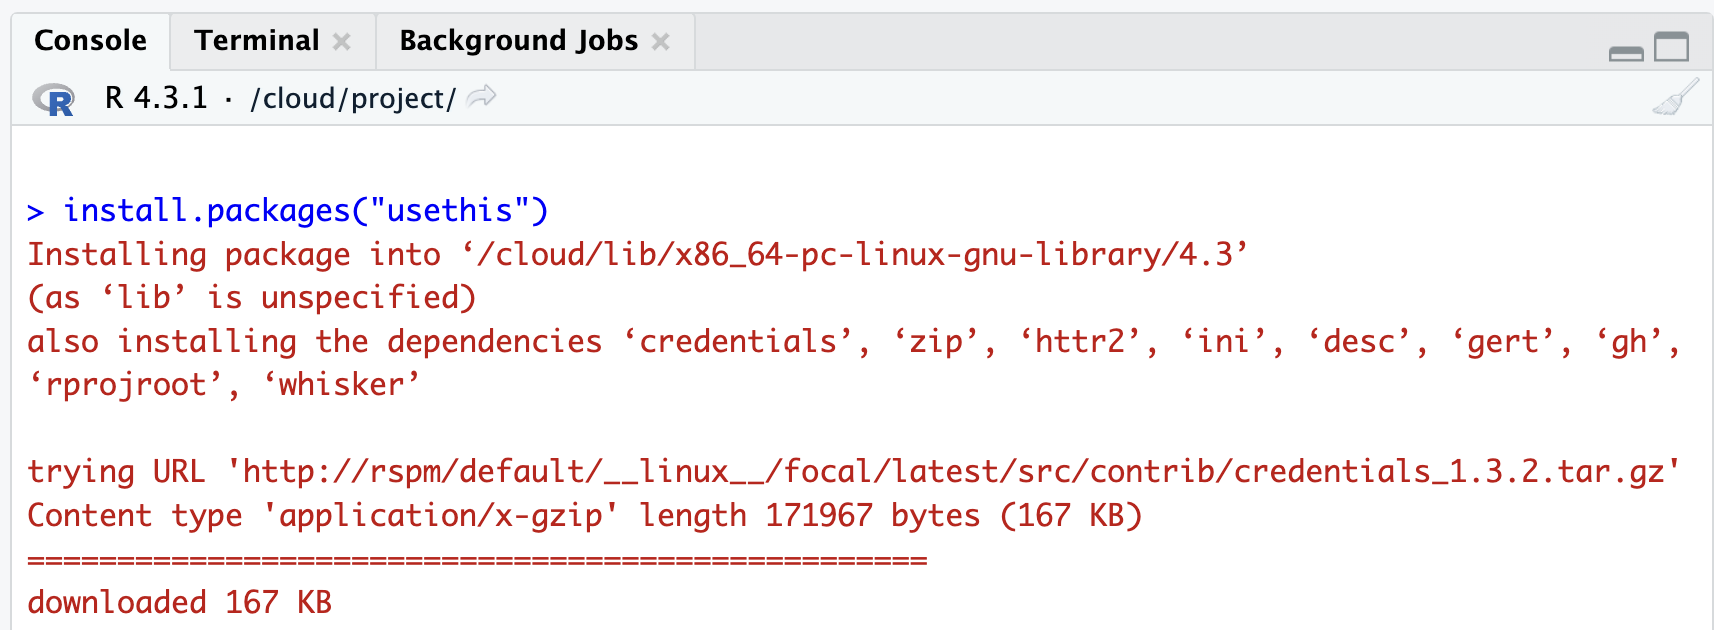 Console Terminal Background Jobs
R 4.3.1 · /cloud/project/
> install.packages("usethis")
Installing package into ‘/cloud/lib/x86_64-pc-linux-gnu-library/4.3’
(as ‘lib’ is unspecified)
also installing the dependencies ‘credentials’, ‘zip’, ‘httr2’, ‘ini’, ‘desc’, ‘gert’, ‘gh’,
‘rprojroot’, ‘whisker’
trying URL 'http://rspm/default/__linux__/focal/latest/src/contrib/credentials_1.3.2.tar.gz'
Content type 'application/x-gzip' length 171967 bytes (167 KB)
==================================================
downloaded 167 KB